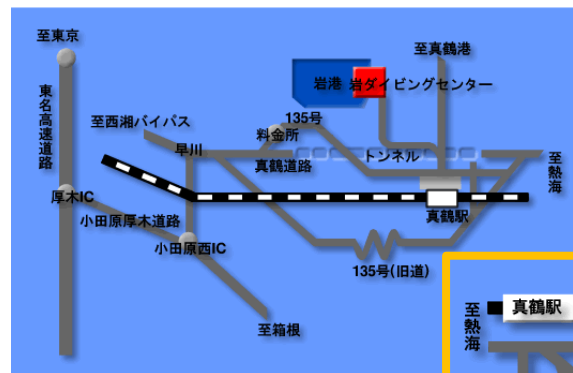 至東京
至真鶴港
岩港
岩ダイビングセンター
東名高速道路
至西湘バイパス
135号
料金所
早川
真鶴道路
トンネル
至熱海
厚木IC
小田原厚木道路
真鶴駅
小田原西IC
135号(旧道)
至箱根
至熱海
真鶴駅